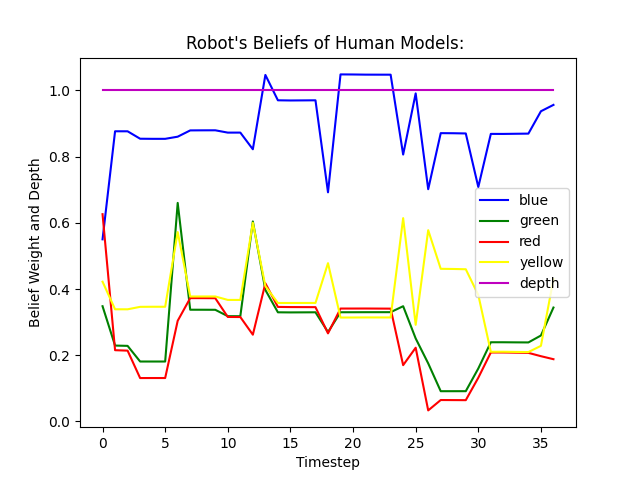 Robot's Beliefs of Human Models:
Belief Weight and Depth
1.0
0.8
0.6
0.4
0.2
0.0
blue
green
red
yellow
depth
0 5 10 15 20 25 30 35
Timestep